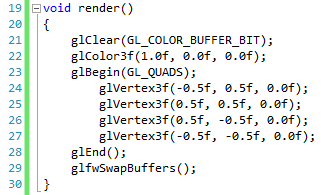 19 void render()
20 {
21 glClear(GL_COLOR_BUFFER_BIT);
22 glColor3f(1.0f, 0.0f, 0.0f);
23 glBegin(GL_QUADS);
24 glVertex3f(-0.5f, 0.5f, 0.0f);
25 glVertex3f(0.5f, 0.5f, 0.0f);
26 glVertex3f(0.5f, -0.5f, 0.0f);
27 glVertex3f(-0.5f, -0.5f, 0.0f);
28 glEnd();
29 glfwSwapBuffers();
30 }